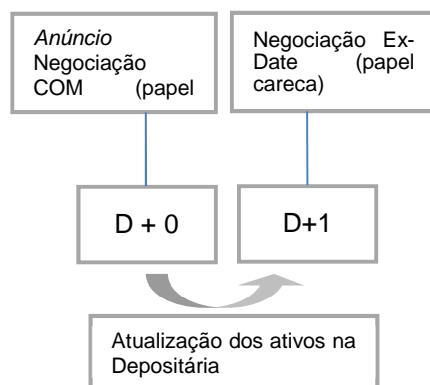 Anúncio
Negociação
COM (papel
Negociação Ex-
Date (papel
careca)
D + 0
D+1
Atualização dos ativos na
Depositária